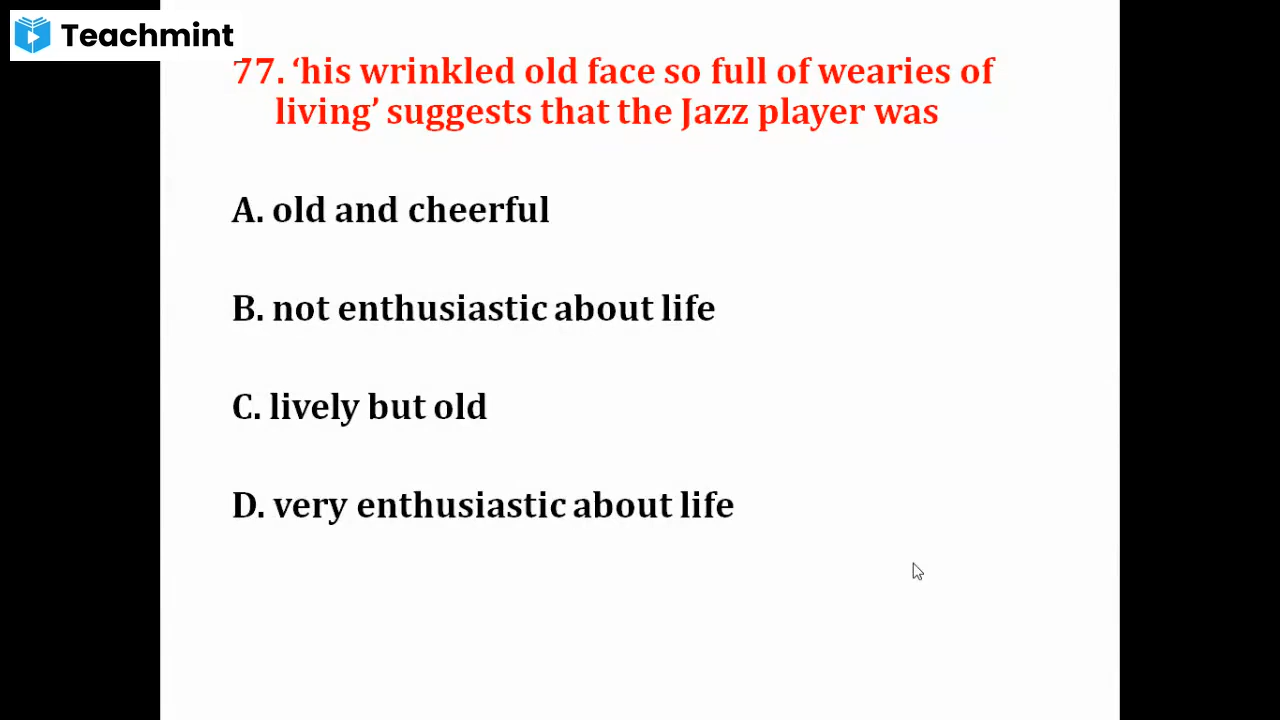 Teachmint
77. ‘his wrinkled old face so full of wearies of
living’ suggests that the Jazz player was
A. old and cheerful
B. not enthusiastic about life
C. lively but old
D. very enthusiastic about life